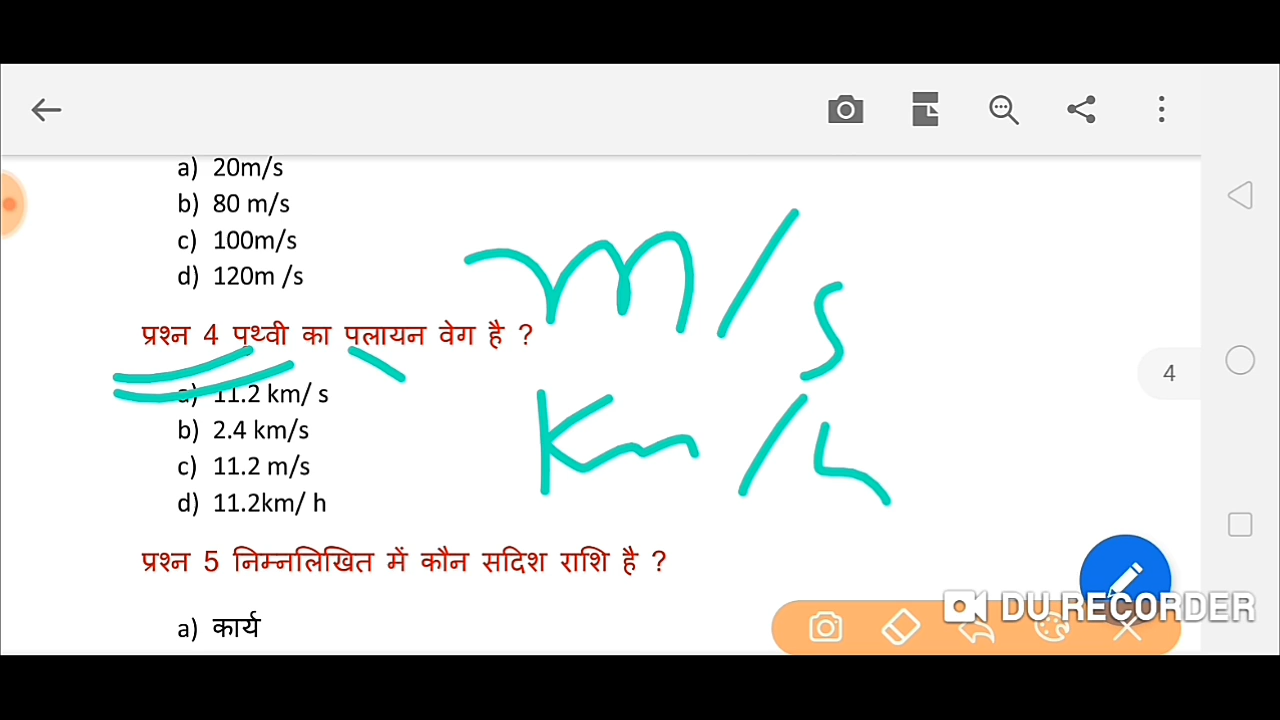 a) 20m/s
b) 80 m/s
c) 100m/s
d) 120m /s
m/s
प्रश्न 4 पृथ्वी का पलायन वेग है ?
a) 11.2 km/ s
Km/h
b) 2.4 km/s
c) 11.2 m/s
d) 11.2km/ h
4
प्रश्न 5 निम्नलिखित में कौन सदिश राशि है ?
a) कार्य
DU RECORDER